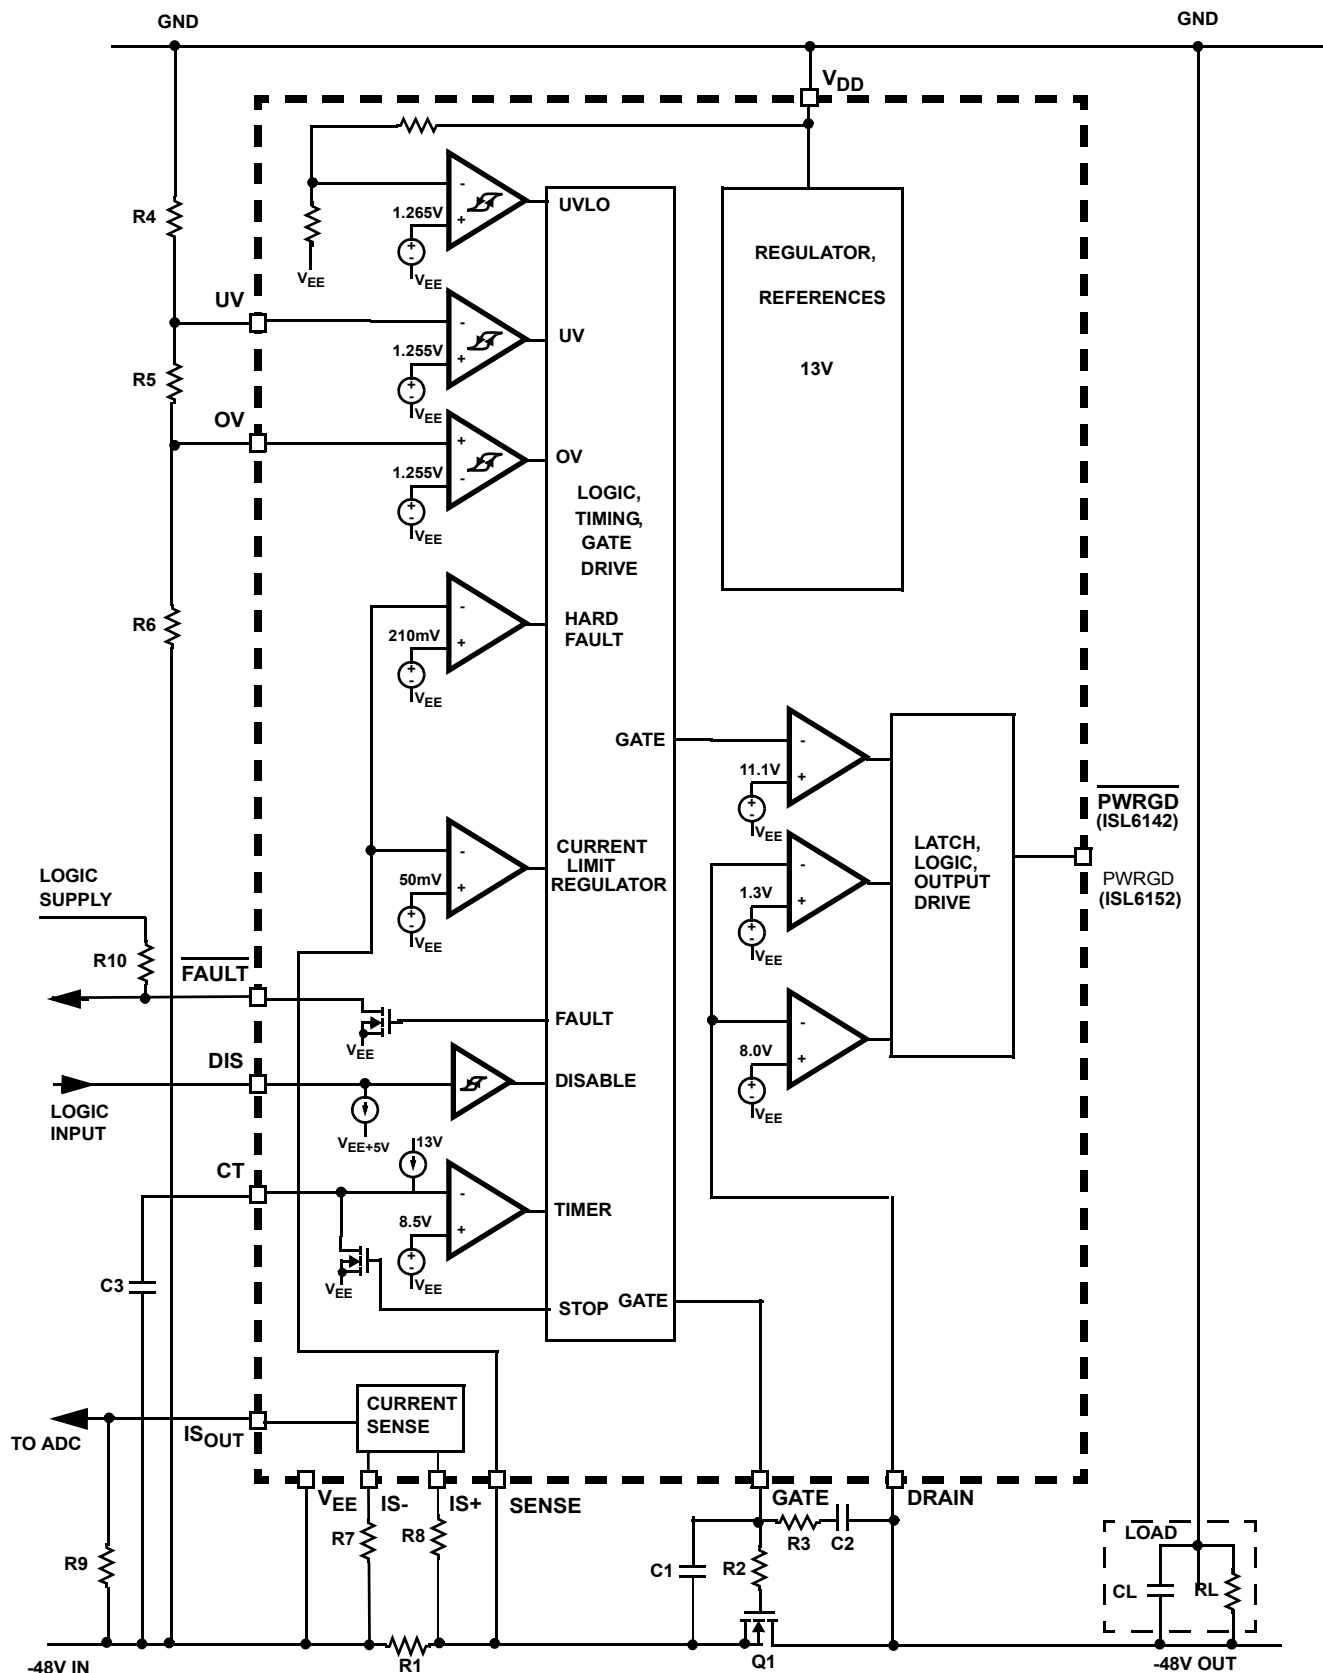 GND
GND
VDD
R4
1.265V
UVLO
VEE
VEE
REGULATOR,
REFERENCES
13V
UV
UV
1.255V
R5
VEE
OV
OV
1.255V
VEE
LOGIC,
TIMING,
GATE
DRIVE
R6
HARD
FAULT
210mV
VEE
GATE
11.1V
VEE
PWRGD
(ISL6142)
PWRGD
(ISL6152)
LATCH,
LOGIC,
OUTPUT
DRIVE
CURRENT
LIMIT
REGULATOR
50mV
VEE
1.3V
VEE
LOGIC
SUPPLY
R10
FAULT
FAULT
VEE
8.0V
VEE
DIS
DISABLE
LOGIC
INPUT
VEE+5V
13V
CT
TIMER
8.5V
VEE
VEE
C3
STOP
GATE
CURRENT
SENSE
ISOUT
TO ADC
VEE
IS-
IS+
SENSE
GATE
DRAIN
R7
R8
R9
R3
C2
C1
R2
LOAD
CL
RL
-48V IN
R1
Q1
-48V OUT